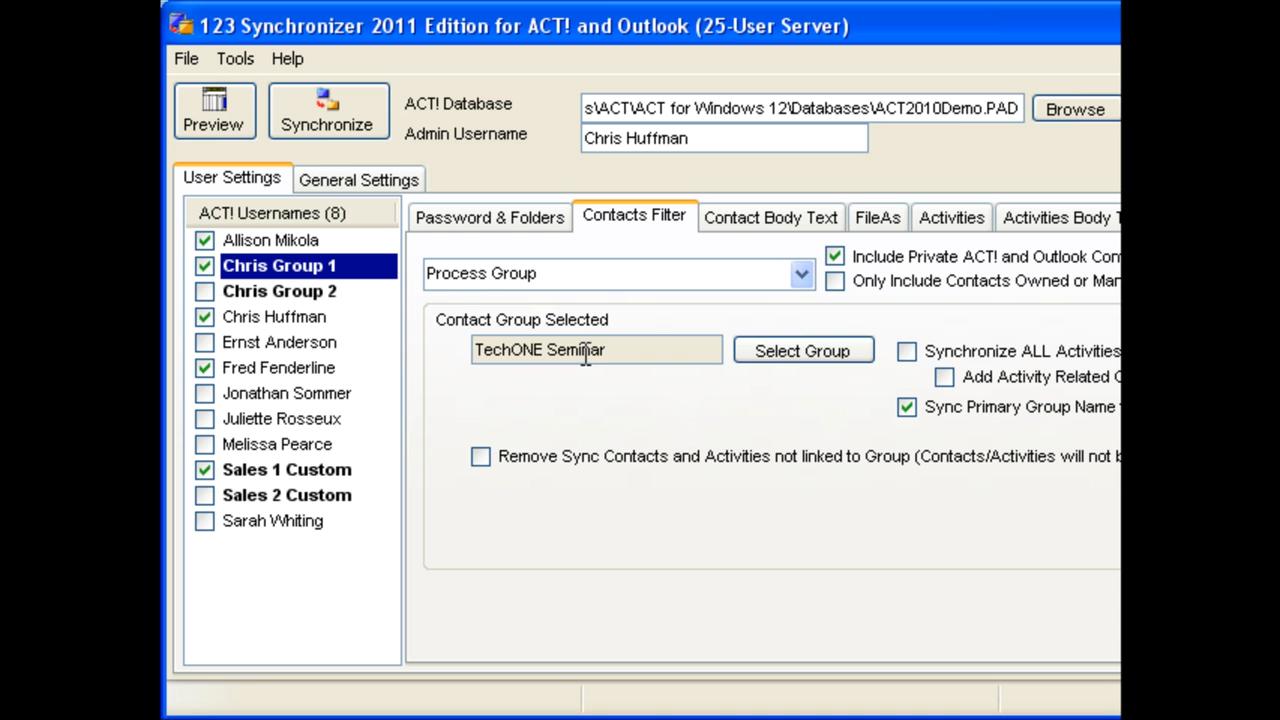 123 Synchronizer 2011 Edition for ACT! and Outlook (25-User Server)
File Tools Help
Preview
Synchronize
ACT! Database
s\ACT\ACT for Windows 12\Databases\ACT2010Demo.PAD
Browse
Admin Username
Chris Huffman
User Settings
General Settings
ACT! Usernames (8)
Allison Mikola
Chris Group 1
Chris Group 2
Chris Huffman
Ernst Anderson
Fred Fenderline
Jonathan Sommer
Juliette Rosseux
Melissa Pearce
Sales 1 Custom
Sales 2 Custom
Sarah Whiting
Password & Folders
Contacts Filter
Contact Body Text
FileAs
Activities
Activities Body T
Process Group
Include Private ACT! and Outlook Con
Only Include Contacts Owned or Mar
Contact Group Selected
TechONE Seminar
Select Group
Synchronize ALL Activities
Add Activity Related C
Sync Primary Group Name
Remove Sync Contacts and Activities not linked to Group (Contacts/Activities will not b